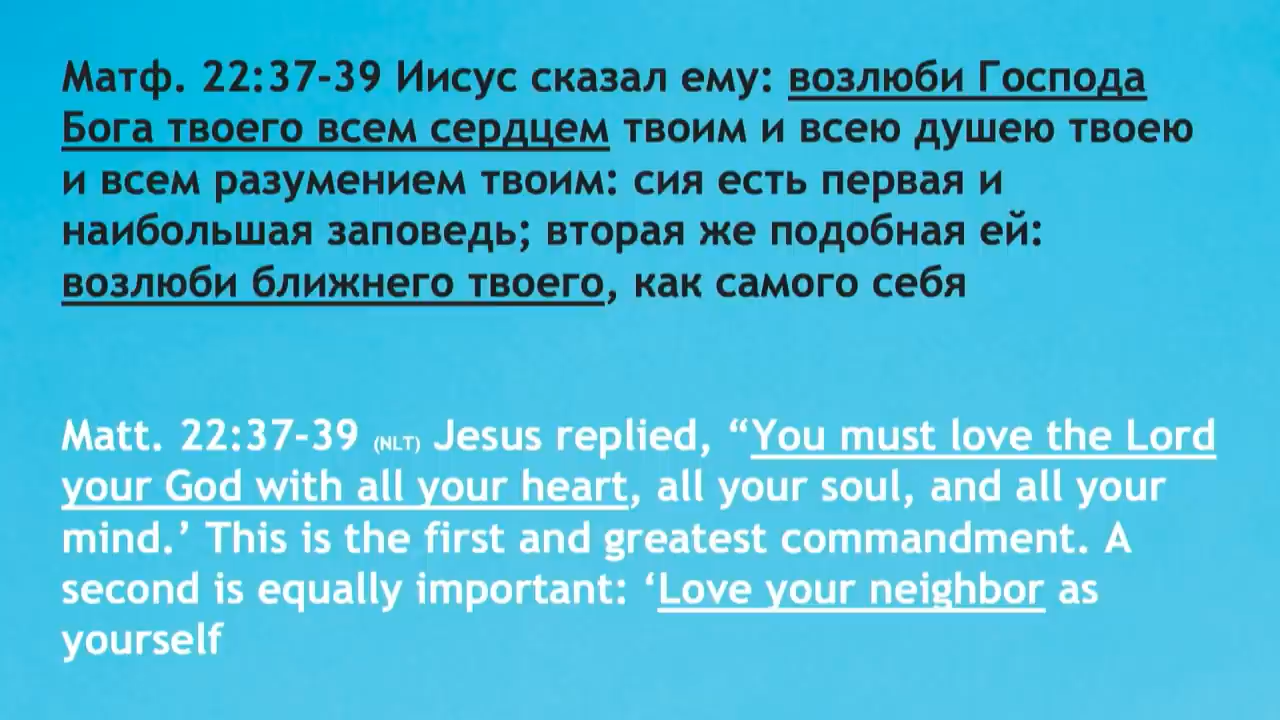 Матф. 22:37-39 Иисус сказал ему: возлюби Господа
Бога твоего всем сердцем твоим и всею душею твоею
и всем разумением твоим: сия есть первая и
наибольшая заповедь; вторая же подобная ей:
возлюби ближнего твоего, как самого себя
Matt. 22:37-39 (NLT) Jesus replied, “You must love the Lord
your God with all your heart, all your soul, and all your
mind.’ This is the first and greatest commandment. A
second is equally important: ‘Love your neighbor as
yourself